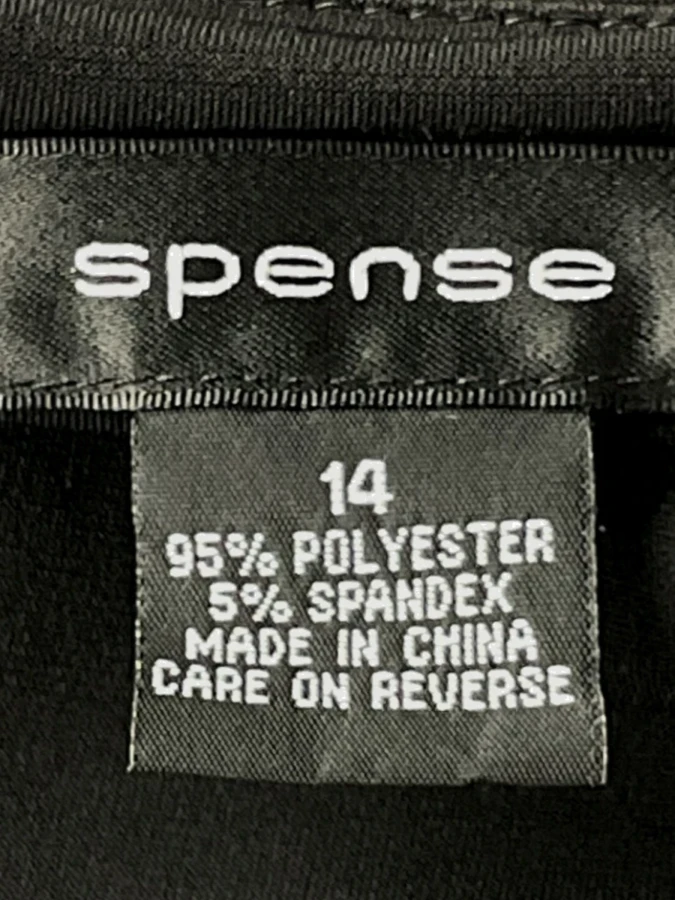 spense
14
95% POLYESTER
5% SPANDEX
MADE IN CHINA
CARE ON REVERSE